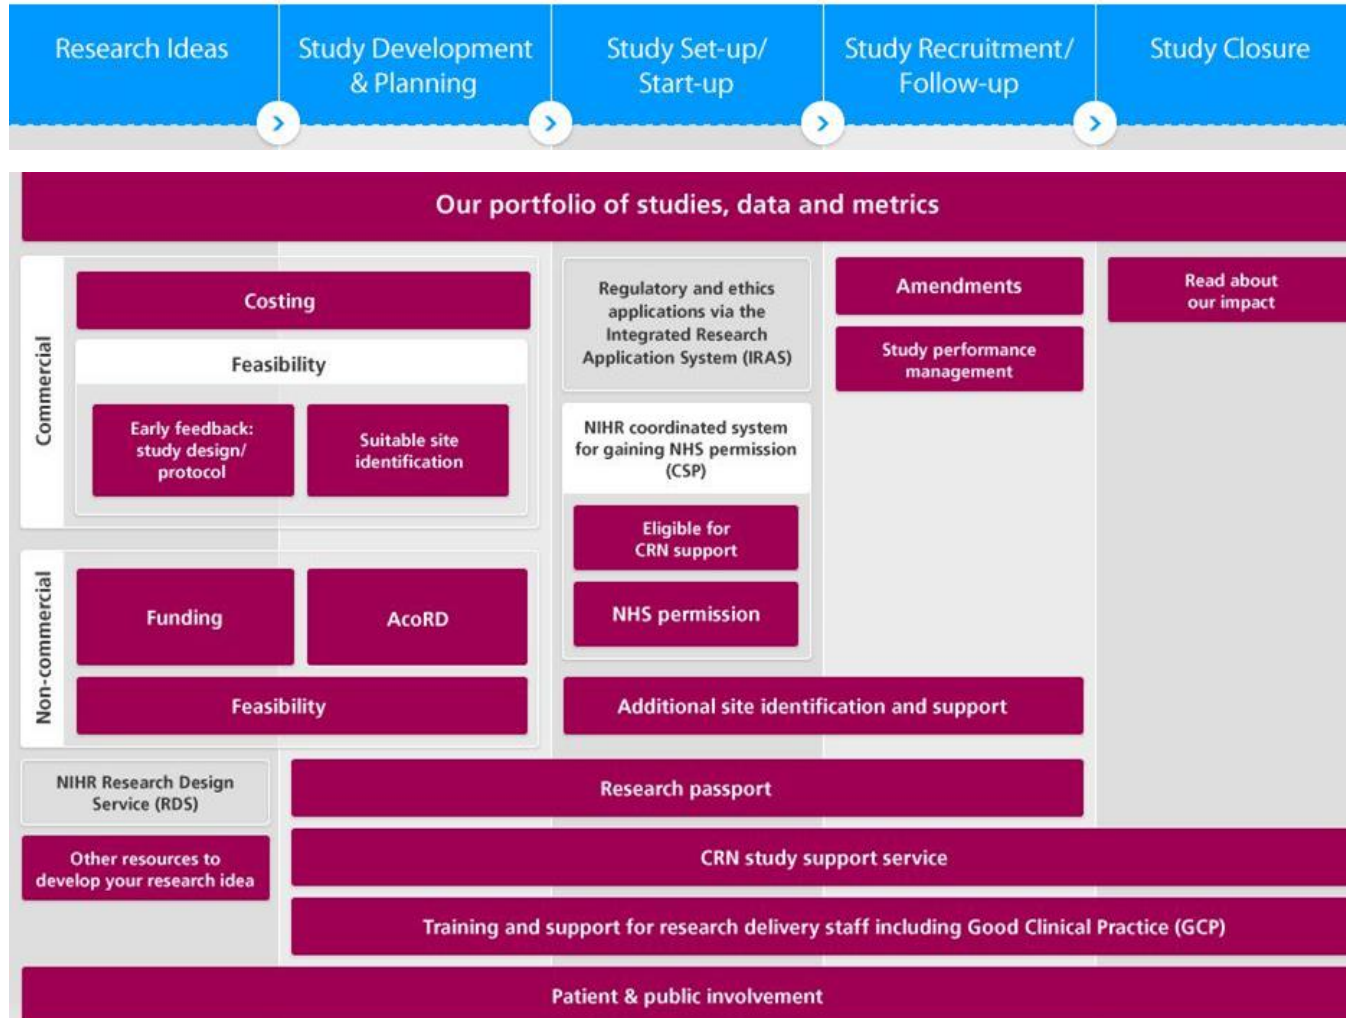 Research Ideas
Study Development
& Planning
Study Set-up/
Start-up
Study Recruitment/
Follow-up
Study Closure
Our portfolio of studies, data and metrics
Commercial
Costing
Feasibility
Early feedback:
study design/
protocol
Suitable site
identification
Regulatory and ethics
applications via the
Integrated Research
Application System (IRAS)
NIHR coordinated system
for gaining NHS permission
(CSP)
Eligible for
CRN support
NHS permission
Amendments
Study performance
management
Read about
our impact
Non-commercial
Funding
AcoRD
Feasibility
Additional site identification and support
NIHR Research Design
Service (RDS)
Research passport
Other resources to
develop your research idea
CRN study support service
Training and support for research delivery staff including Good Clinical Practice (GCP)
Patient & public involvement